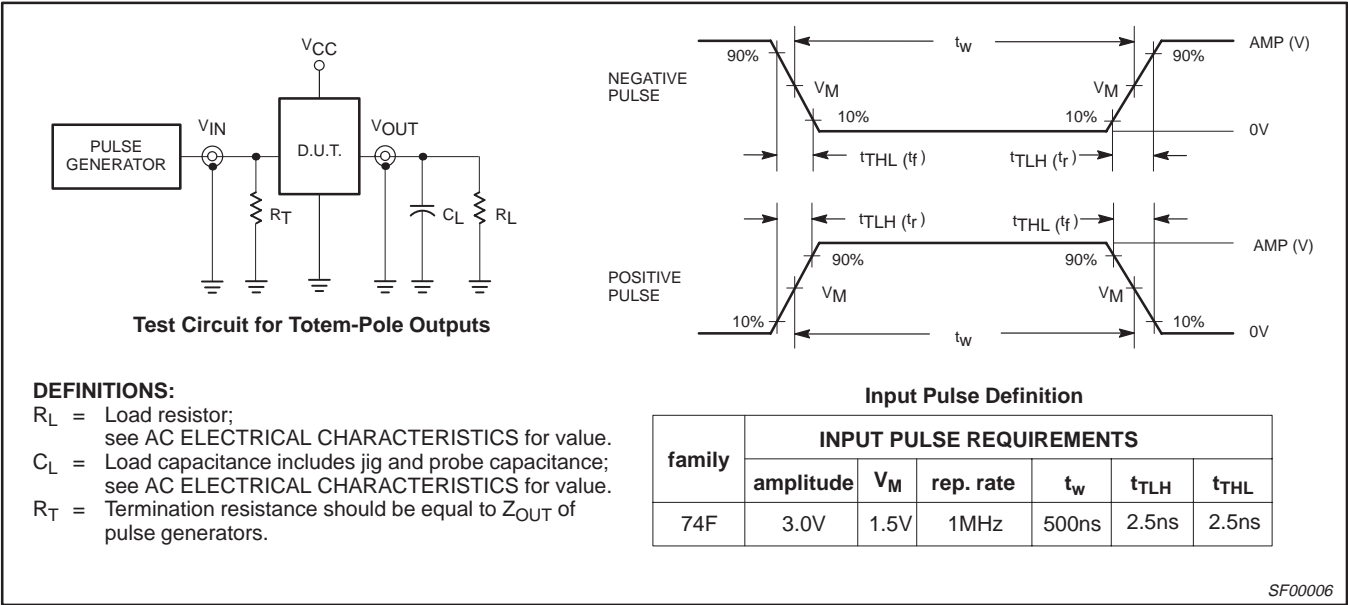 VCC
VIN
VOUT
PULSE
GENERATOR
D.U.T.
RT
CL
RL
Test Circuit for Totem-Pole Outputs
NEGATIVE
PULSE
90%
tw
90%
AMP (V)
VM
VM
10%
10%
0V
tTHL (tf)
tTLH (tr)
tTLH (tr)
tTHL (tf)
AMP (V)
90%
90%
POSITIVE
PULSE
VM
VM
10%
10%
0V
tw
DEFINITIONS:
RL = Load resistor;
see AC ELECTRICAL CHARACTERISTICS for value.
CL = Load capacitance includes jig and probe capacitance;
see AC ELECTRICAL CHARACTERISTICS for value.
RT = Termination resistance should be equal to ZOUT of
pulse generators.
Input Pulse Definition
family
INPUT PULSE REQUIREMENTS
amplitude VM rep. rate tw tTLH tTHL
74F 3.0V 1.5V 1MHz 500ns 2.5ns 2.5ns
SF00006